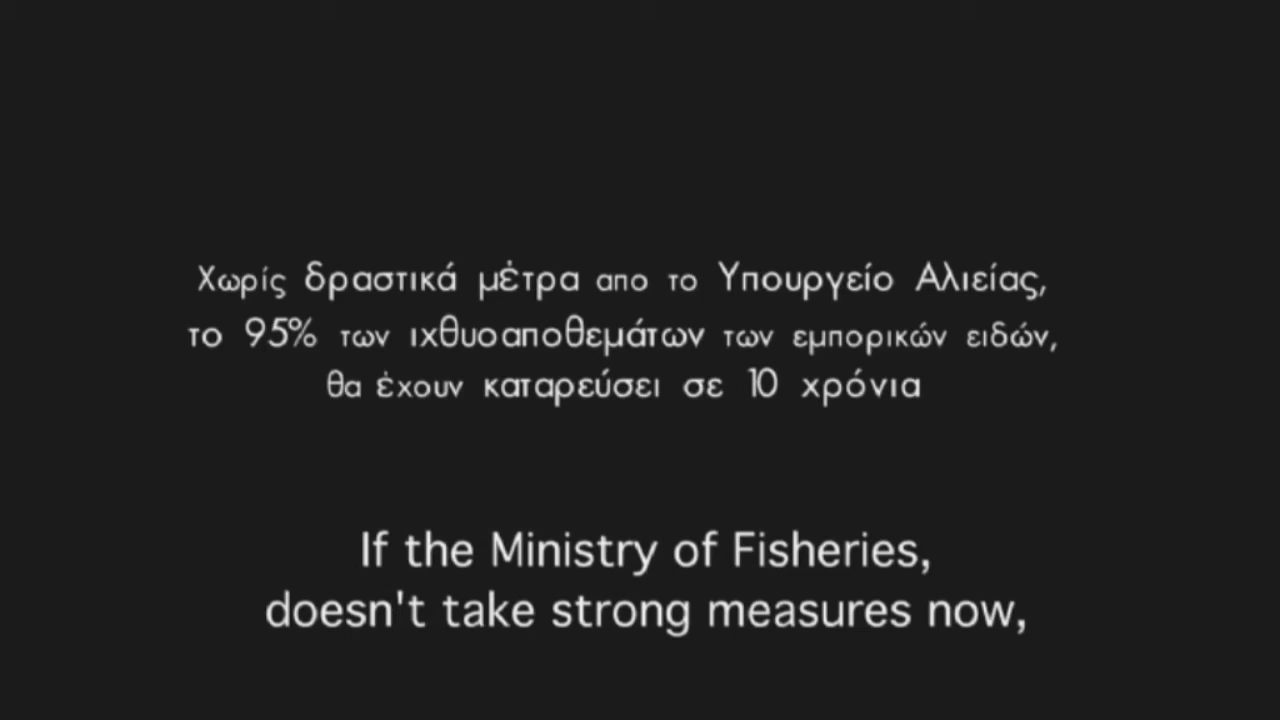 Χωρίς δραστικά μέτρα απο το Υπουργείο Αλιείας,
το 95% των ιχθυοαποθεμάτων των εμπορικών ειδών,
θα έχουν καταρεύσει σε 10 χρόνια
If the Ministry of Fisheries,
doesn't take strong measures now,